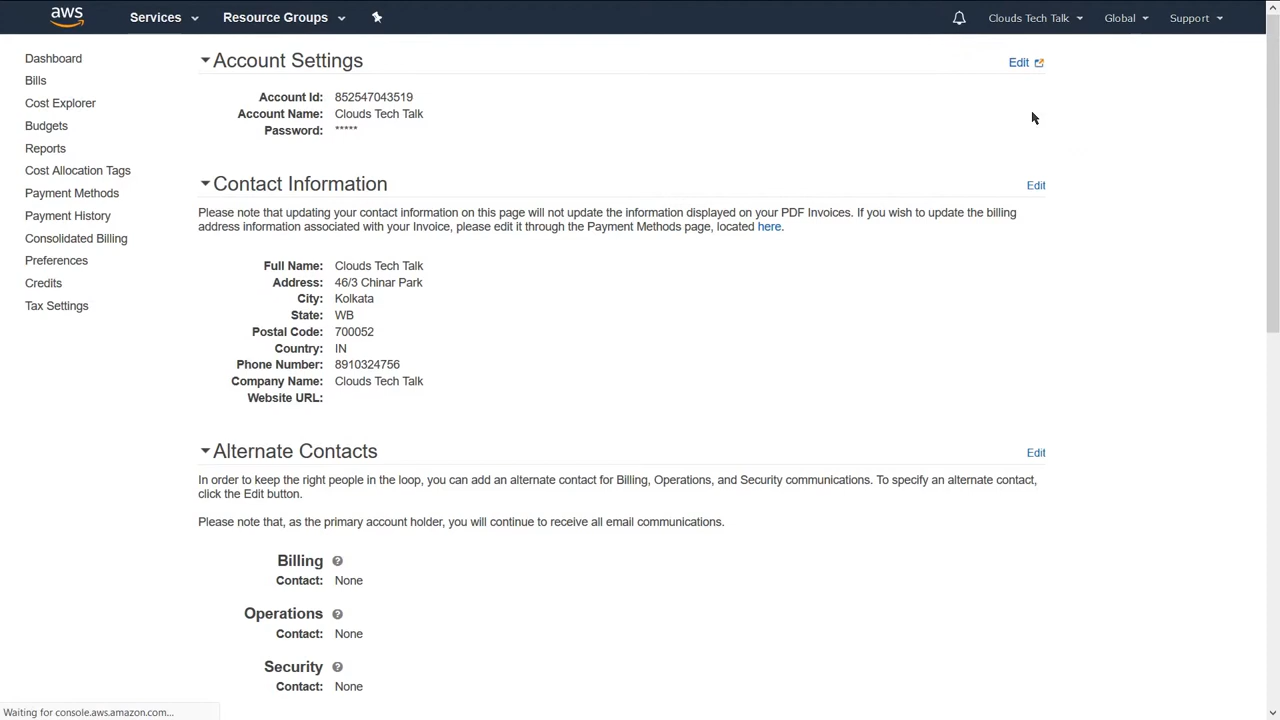 aws Services Resource Groups Clouds Tech Talk Global Support
Dashboard
Bills
Cost Explorer
Budgets
Reports
Cost Allocation Tags
Payment Methods
Payment History
Consolidated Billing
Preferences
Credits
Tax Settings
Account Settings Edit
Account Id: 852547043519
Account Name: Clouds Tech Talk
Password: *****
Contact Information Edit
Please note that updating your contact information on this page will not update the information displayed on your PDF Invoices. If you wish to update the billing
address information associated with your Invoice, please edit it through the Payment Methods page, located here.
Full Name: Clouds Tech Talk
Address: 46/3 Chinar Park
City: Kolkata
State: WB
Postal Code: 700052
Country: IN
Phone Number: 8910324756
Company Name: Clouds Tech Talk
Website URL:
Alternate Contacts Edit
In order to keep the right people in the loop, you can add an alternate contact for Billing, Operations, and Security communications. To specify an alternate contact,
click the Edit button.
Please note that, as the primary account holder, you will continue to receive all email communications.
Billing ?
Contact: None
Operations ?
Contact: None
Security ?
Contact: None
Waiting for console.aws.amazon.com...